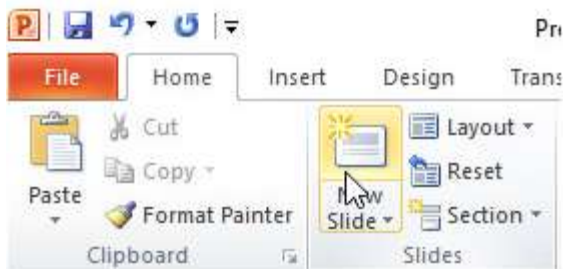 P
Pr
File Home Insert Design Trans
Cut
Copy
Paste
Format Painter
Clipboard
Slide
Layout
Reset
Section
Slides